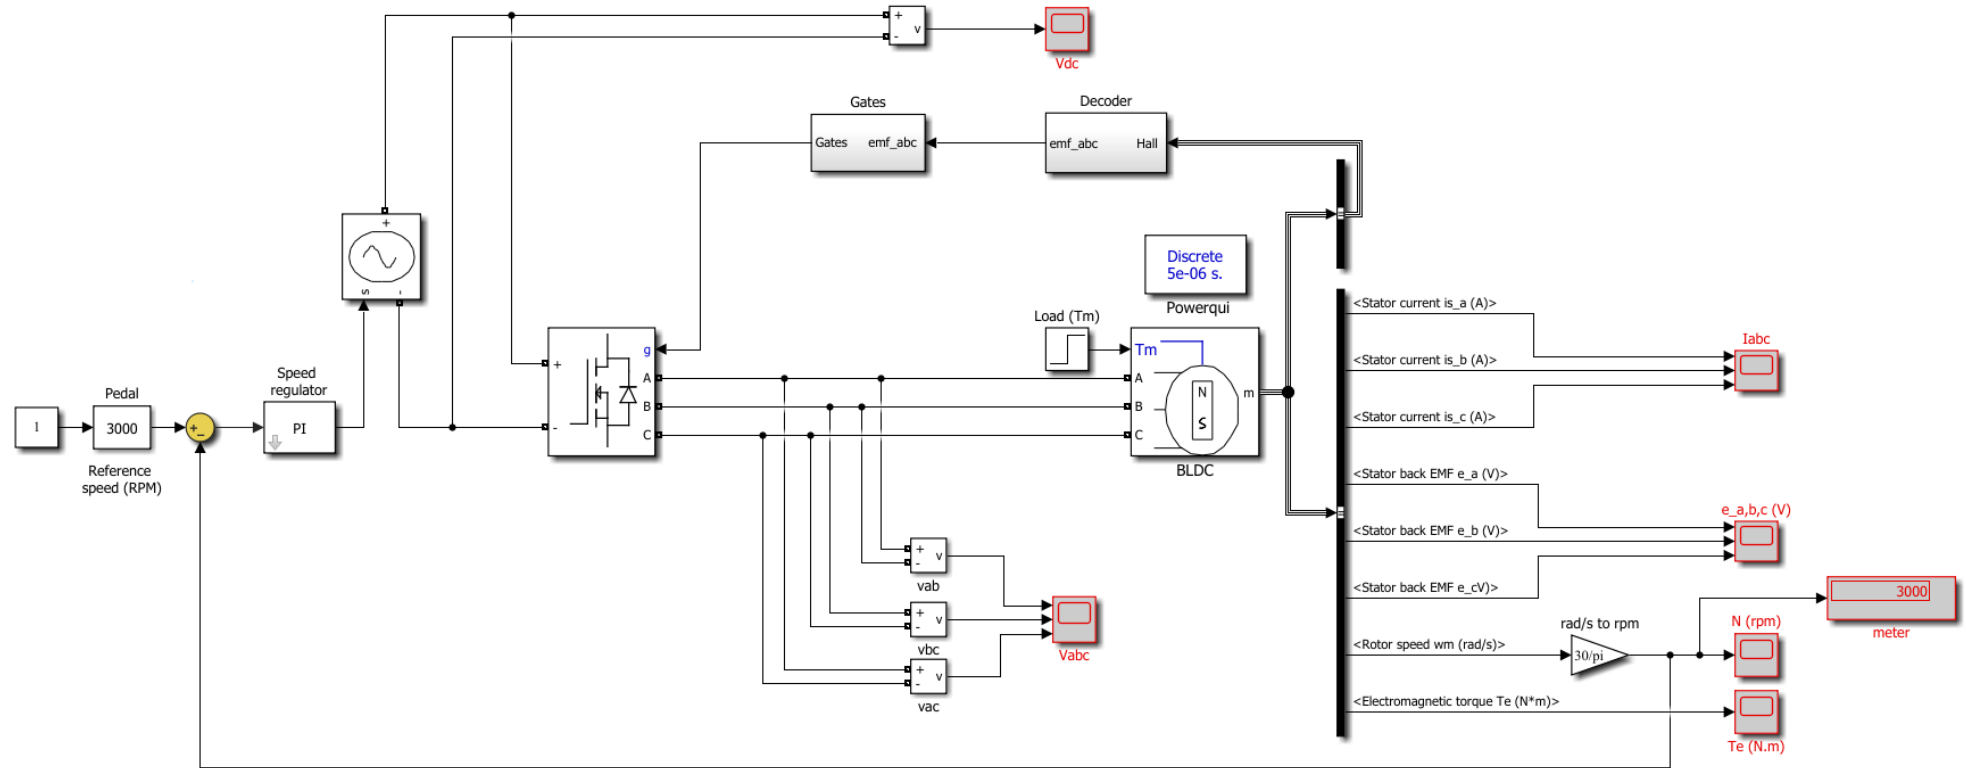 +
-
v
Vdc
Gates
Decoder
Gates
emf_abc
emf_abc
Hall
+
s
-
Discrete
5e-06 s.
Powerqui
<Stator current is_a (A)>
Load (Tm)
Iabc
+
g
Tm
<Stator current is_b (A)>
Speed
regulator
A
A
Pedal
N
m
1
3000
+
-
PI
-
B
B
S
<Stator current is_c (A)>
C
C
Reference
speed (RPM)
BLDC
<Stator back EMF e_a (V)>
e_a,b,c (V)
<Stator back EMF e_b (V)>
+
-
v
vab
<Stator back EMF e_cV)>
3000
+
-
v
vbc
Vabc
rad/s to rpm
N (rpm)
meter
<Rotor speed wm (rad/s)>
30/pi
+
-
v
vac
<Electromagnetic torque Te (N*m)>
Te (N.m)